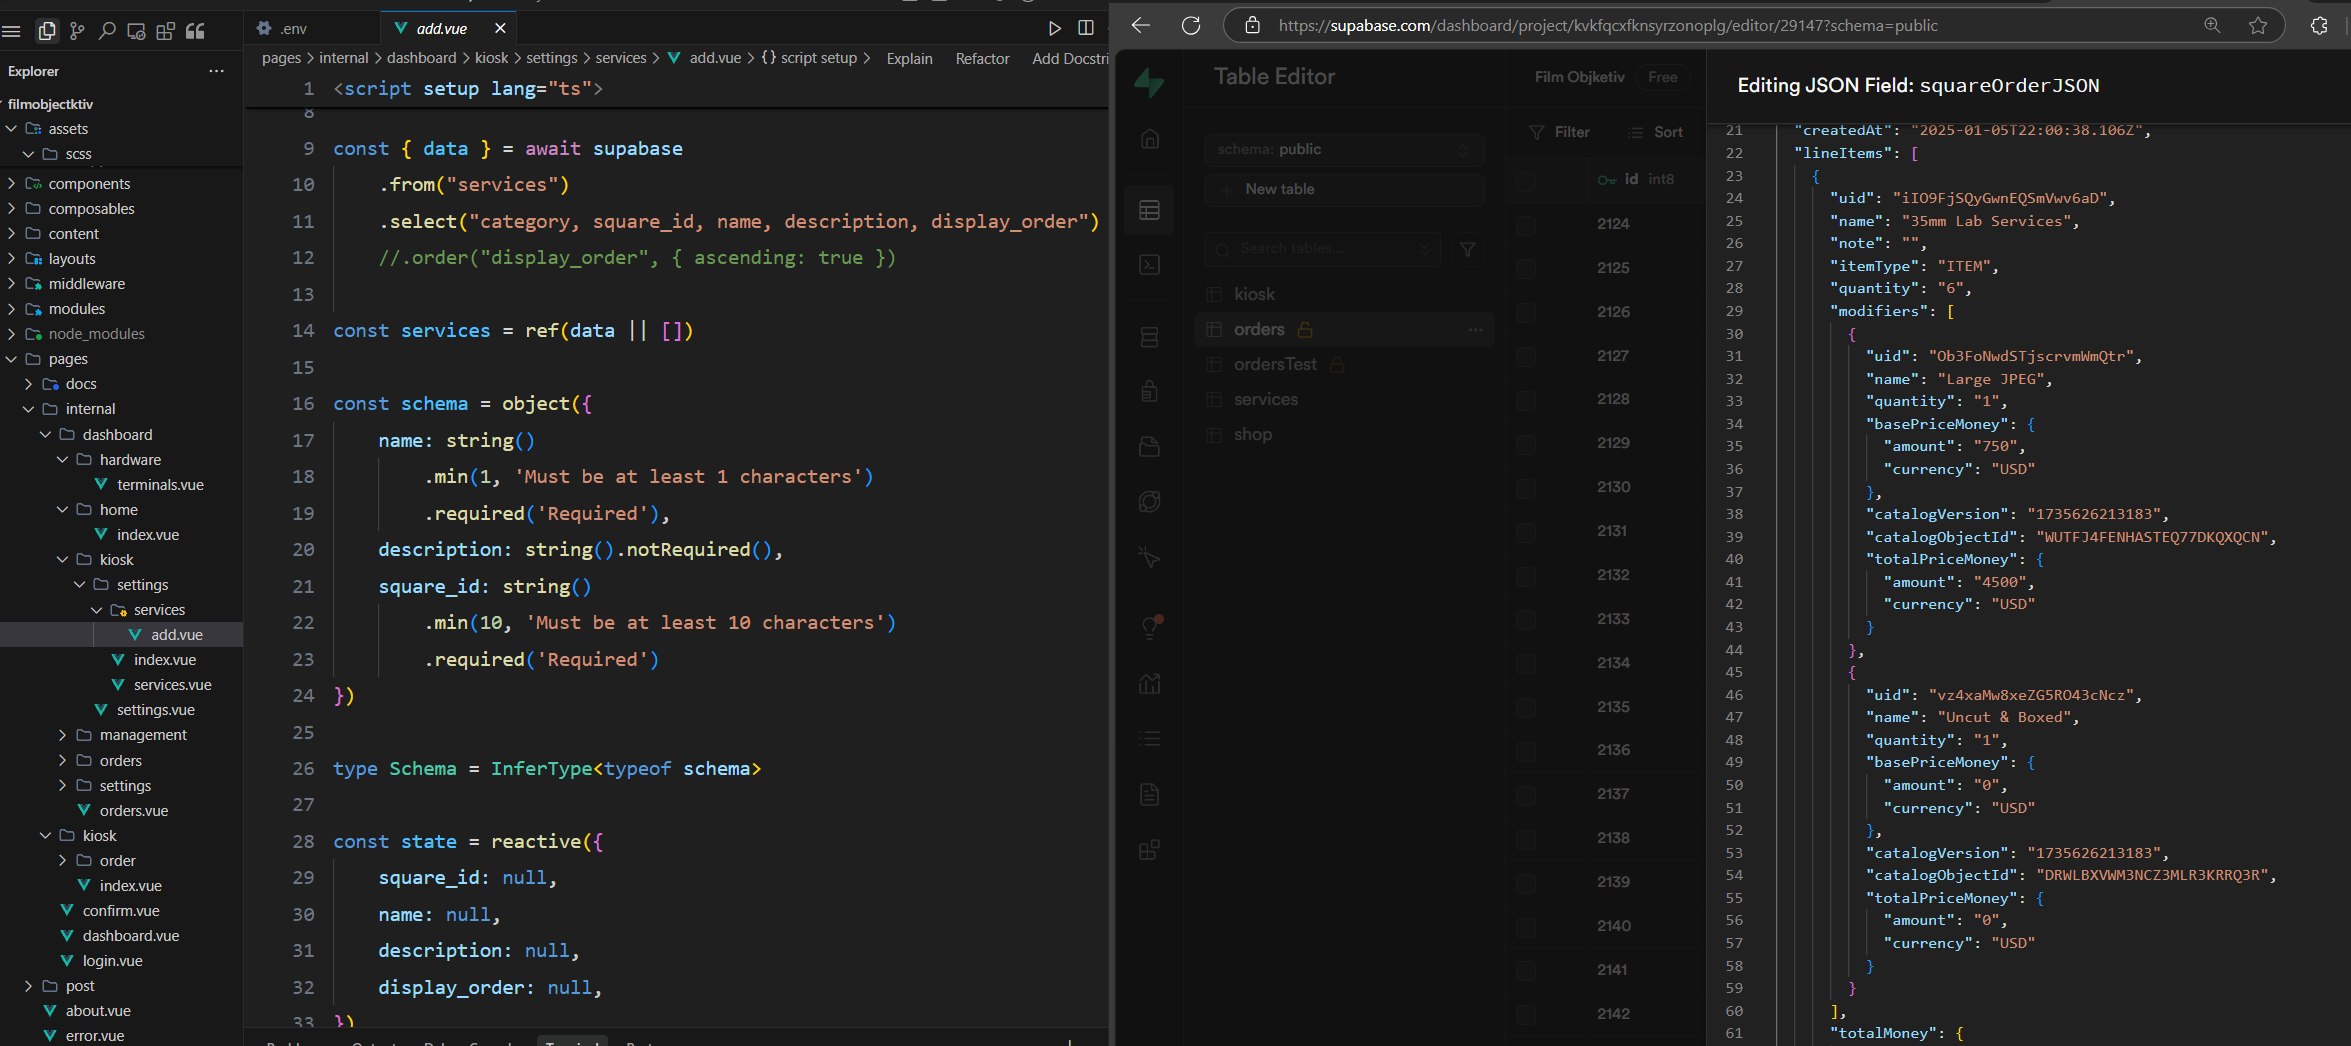 Explorer
filmobjectktiv
assets
scss
components
composables
content
layouts
middleware
modules
node_modules
pages
docs
internal
dashboard
hardware
terminals.vue
home
index.vue
kiosk
settings
services
add.vue
index.vue
services.vue
settings.vue
management
orders
settings
orders.vue
kiosk
order
index.vue
confirm.vue
dashboard.vue
login.vue
post
about.vue
error.vue
.env
add.vue
pages > internal > dashboard > kiosk > settings > services > add.vue > {} script setup > Explain Refactor Add Docstri
1 <script setup lang="ts">
8
9 const { data } = await supabase
10 .from("services")
11 .select("category, square_id, name, description, display_order")
12 //.order("display_order", { ascending: true })
13
14 const services = ref(data || [])
15
16 const schema = object({
17 name: string()
18 .min(1, 'Must be at least 1 characters')
19 .required('Required'),
20 description: string().notRequired(),
21 square_id: string()
22 .min(10, 'Must be at least 10 characters')
23 .required('Required')
24 })
25
26 type Schema = InferType<typeof schema>
27
28 const state = reactive({
29 square_id: null,
30 name: null,
31 description: null,
32 display_order: null,
33 })
https://supabase.com/dashboard/project/kvkfqcxfknsyrzonoplg/editor/29147?schema=public
Table Editor
schema: public
New table
Search tables...
kiosk
orders
ordersTest
services
shop
Film Objketiv Free
Filter Sort
id int8
2124
2125
2126
2127
2128
2129
2130
2131
2132
2133
2134
2135
2136
2137
2138
2139
2140
2141
2142
Editing JSON Field: squareOrderJSON
21 "createdAt": "2025-01-05T22:00:38.106Z",
22 "lineItems": [
23 {
24 "uid": "iIO9FjSQyGwnEQSmVwv6aD",
25 "name": "35mm Lab Services",
26 "note": "",
27 "itemType": "ITEM",
28 "quantity": "6",
29 "modifiers": [
30 {
31 "uid": "Ob3FoNwdSTjscrvmWmQtr",
32 "name": "Large JPEG",
33 "quantity": "1",
34 "basePriceMoney": {
35 "amount": "750",
36 "currency": "USD"
37 },
38 "catalogVersion": "1735626213183",
39 "catalogObjectId": "WUTFJ4FENHASTEQ77DKQXQCN",
40 "totalPriceMoney": {
41 "amount": "4500",
42 "currency": "USD"
43 }
44 },
45 {
46 "uid": "vz4xaMw8xeZG5RO43cNcz",
47 "name": "Uncut & Boxed",
48 "quantity": "1",
49 "basePriceMoney": {
50 "amount": "0",
51 "currency": "USD"
52 },
53 "catalogVersion": "1735626213183",
54 "catalogObjectId": "DRWLBXVWM3NCZ3MLR3KRRQ3R",
55 "totalPriceMoney": {
56 "amount": "0",
57 "currency": "USD"
58 }
59 }
60 ],
61 "totalMoney": {